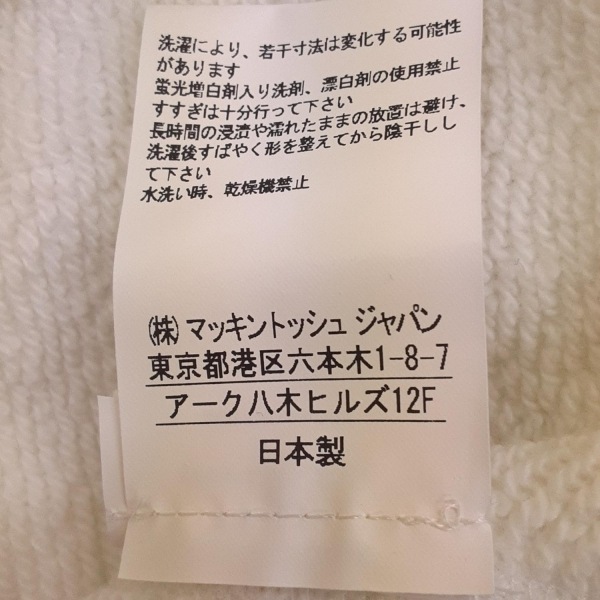 洗濯により、若干寸法は変化する可能性
があります
蛍光増白剤入り洗剤、漂白剤の使用禁止
すすぎは十分行って下さい
長時間の浸漬や濡れたままの放置は避け、
洗濯後すばやく形を整えてから陰干しし
て下さい
水洗い時、乾燥機禁止
㈱マッキントッシュ ジャパン
東京都港区六本木1-8-7
アーク八木ヒルズ12F
日本製